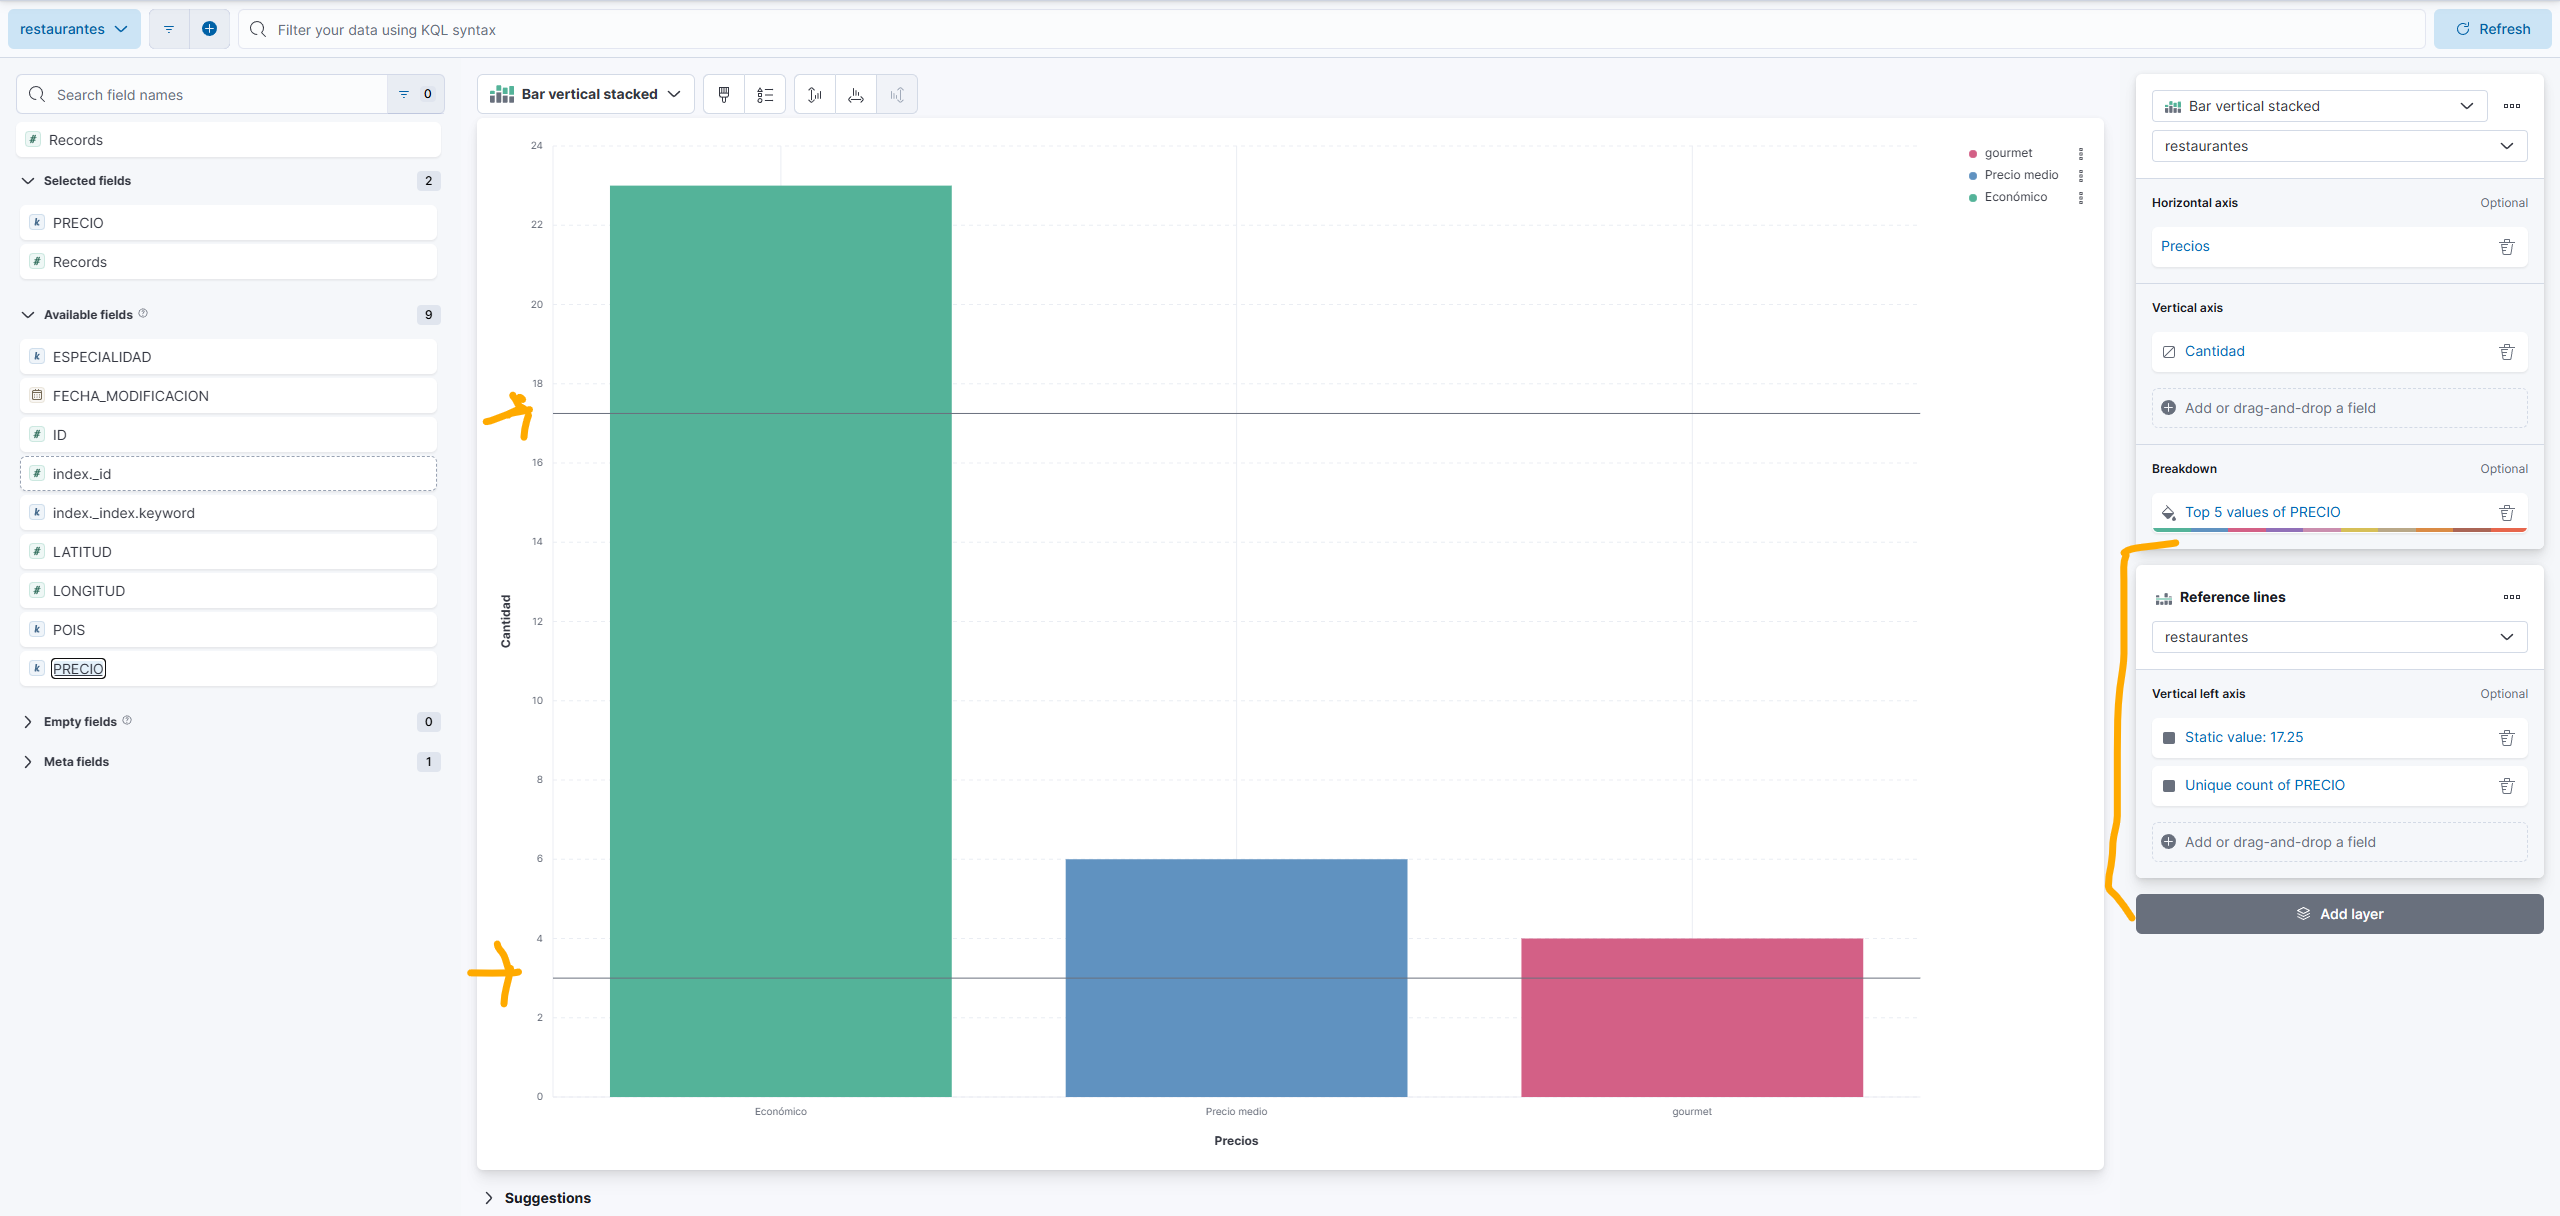 restaurantes
Filter your data using KQL syntax
Refresh
Search field names
0
Records
Selected fields
2
k PRECIO
# Records
Available fields
9
k ESPECIALIDAD
FECHA_MODIFICACION
# ID
# index._id
k index._index.keyword
# LATITUD
# LONGITUD
k POIS
k PRECIO
Empty fields
0
Meta fields
1
Bar vertical stacked
24
22
20
18
16
14
12
10
8
6
4
2
0
Cantidad
Económico
Precio medio
gourmet
Precios
gourmet
Precio medio
Económico
Suggestions
Bar vertical stacked
restaurantes
Horizontal axis
Optional
Precios
Vertical axis
Cantidad
Add or drag-and-drop a field
Breakdown
Optional
Top 5 values of PRECIO
Reference lines
restaurantes
Vertical left axis
Optional
Static value: 17.25
Unique count of PRECIO
Add or drag-and-drop a field
Add layer